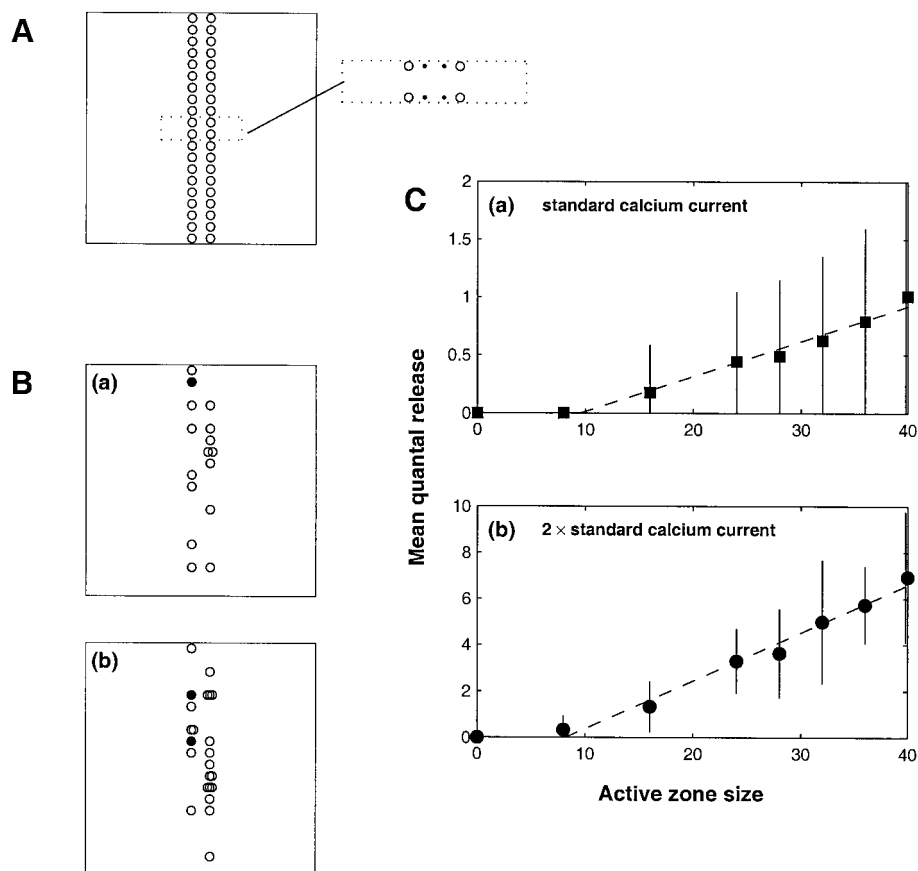 A
B
(a)
(b)
C
Mean quantal release
(a) standard calcium current
2
1.5
1
0.5
0
0 10 20 30 40
(b) 2 × standard calcium current
10
8
6
4
2
0
0 10 20 30 40
Active zone size